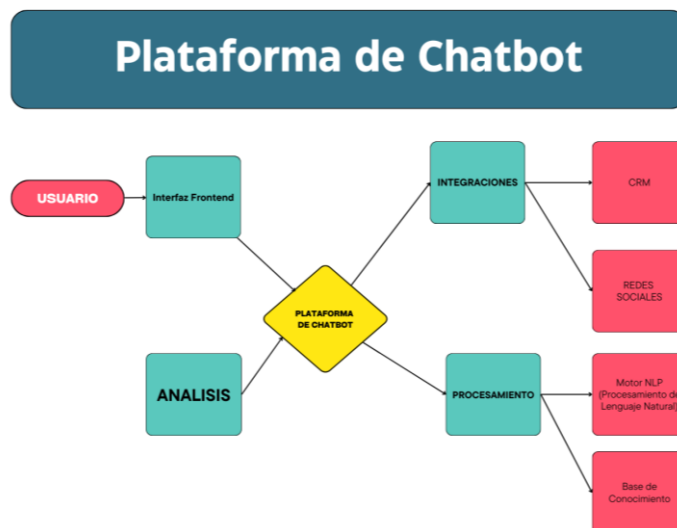 Plataforma de Chatbot
USUARIO
Interfaz Frontend
INTEGRACIONES
CRM
REDES
SOCIALES
PLATAFORMA
DE CHATBOT
ANALISIS
PROCESAMIENTO
Motor NLP
(Procesamiento de
Lenguaje Natural)
Base de
Conocimiento